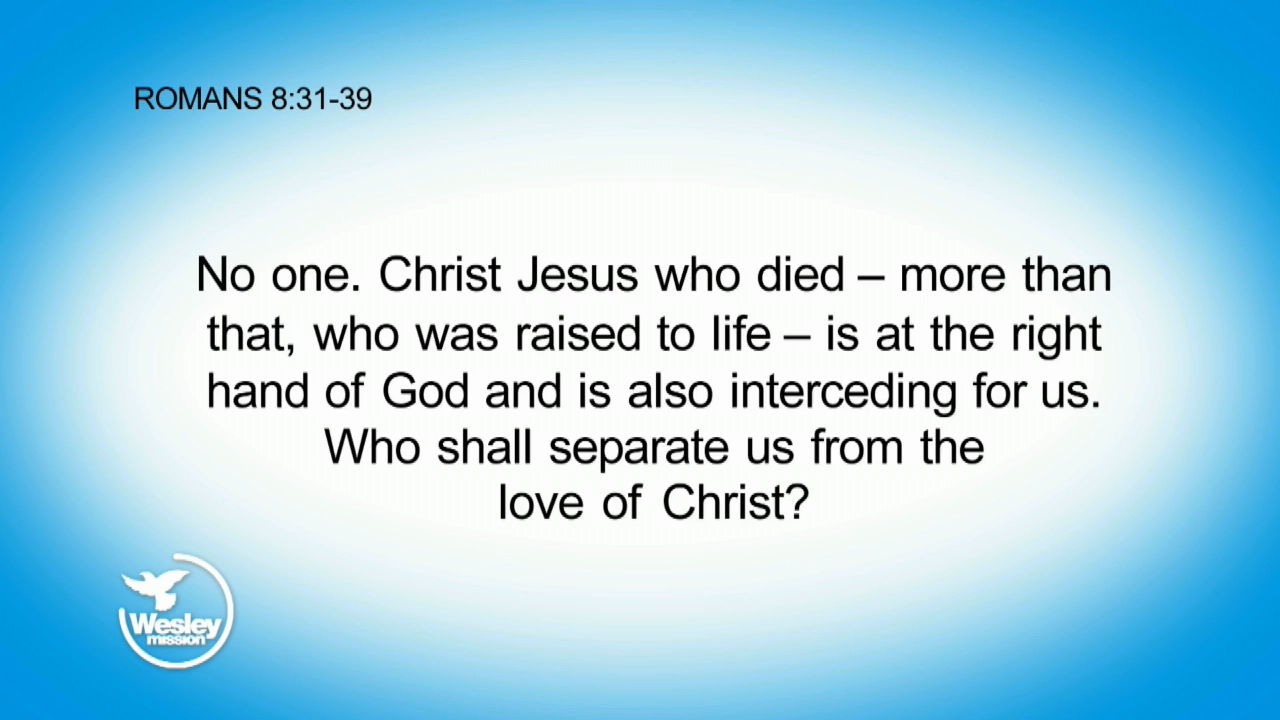 ROMANS 8:31-39
No one. Christ Jesus who died – more than
that, who was raised to life – is at the right
hand of God and is also interceding for us.
Who shall separate us from the
love of Christ?
Wesley
mission